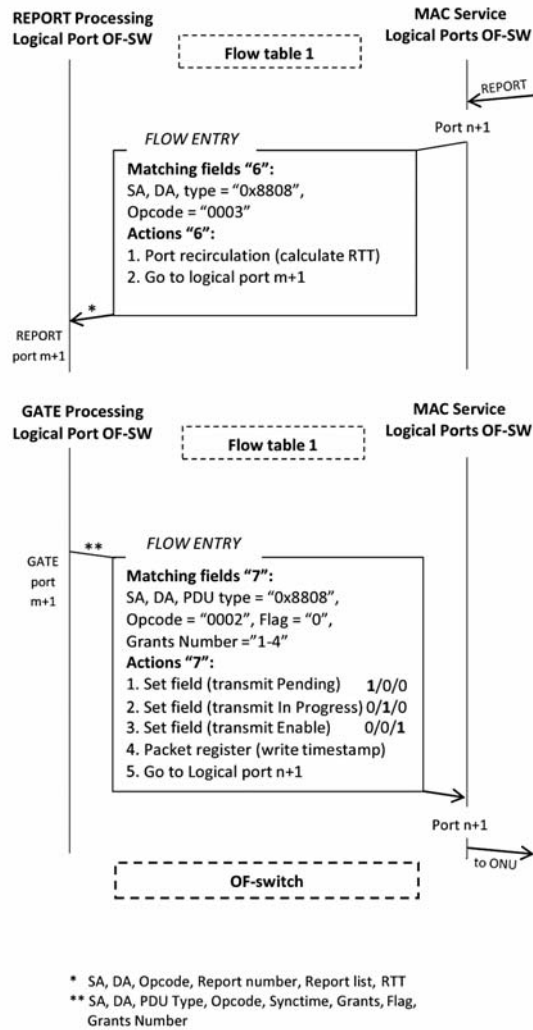 REPORT Processing
Logical Port OF-SW
MAC Service
Logical Ports OF-SW
Flow table 1
REPORT
Port n+1
FLOW ENTRY
Matching fields “6”:
SA, DA, type = “0x8808”,
Opcode = “0003”
Actions “6”:
1. Port recirculation (calculate RTT)
2. Go to logical port m+1
*
REPORT
port m+1
GATE Processing
Logical Port OF-SW
MAC Service
Logical Ports OF-SW
Flow table 1
**
GATE
port
m+1
FLOW ENTRY
Matching fields “7”:
SA, DA, PDU type = “0x8808”,
Opcode = “0002”, Flag = “0”,
Grants Number =”1-4”
Actions “7”:
1. Set field (transmit Pending) 1/0/0
2. Set field (transmit In Progress) 0/1/0
3. Set field (transmit Enable) 0/0/1
4. Packet register (write timestamp)
5. Go to Logical port n+1
Port n+1
to ONU
OF-switch
* SA, DA, Opcode, Report number, Report list, RTT
** SA, DA, PDU Type, Opcode, Synctime, Grants, Flag,
Grants Number